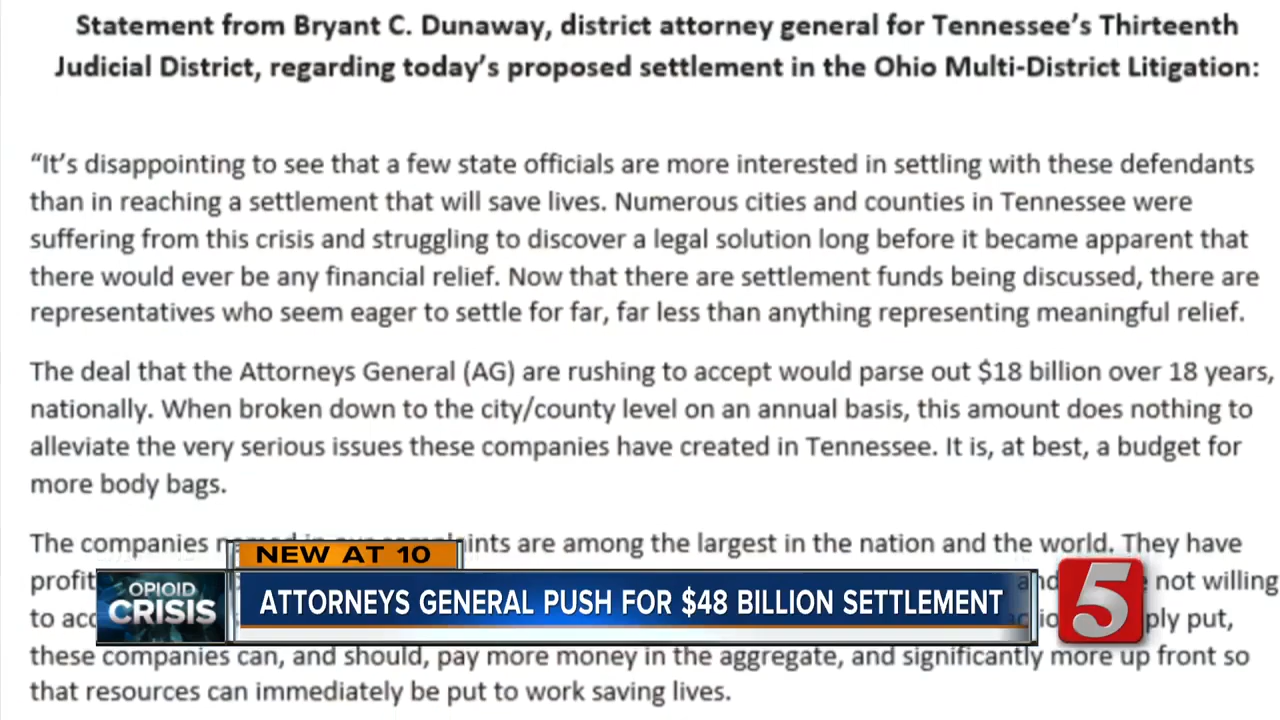 Statement from Bryant C. Dunaway, district attorney general for Tennessee’s Thirteenth
Judicial District, regarding today’s proposed settlement in the Ohio Multi-District Litigation:
“It’s disappointing to see that a few state officials are more interested in settling with these defendants
than in reaching a settlement that will save lives. Numerous cities and counties in Tennessee were
suffering from this crisis and struggling to discover a legal solution long before it became apparent that
there would ever be any financial relief. Now that there are settlement funds being discussed, there are
representatives who seem eager to settle for far, far less than anything representing meaningful relief.
The deal that the Attorneys General (AG) are rushing to accept would parse out $18 billion over 18 years,
nationally. When broken down to the city/county level on an annual basis, this amount does nothing to
alleviate the very serious issues these companies have created in Tennessee. It is, at best, a budget for
more body bags.
The companies are among the largest in the nation and the world. They have
not willing
put,
these companies can, and should, pay more money in the aggregate, and significantly more up front so
that resources can immediately be put to work saving lives.
NEW AT 10
OPIOID
CRISIS
ATTORNEYS GENERAL PUSH FOR $48 BILLION SETTLEMENT
5